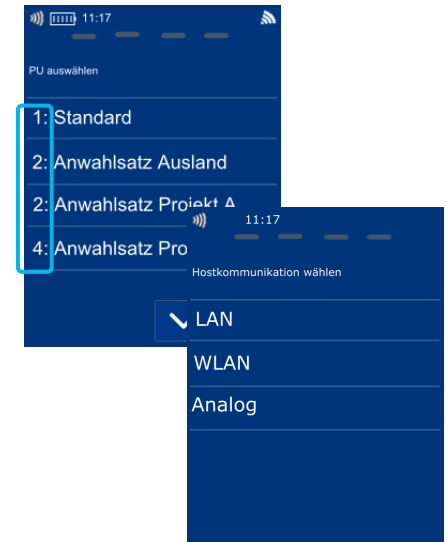 11:17
PU auswählen
1: Standard
2: Anwahlsatz Ausland
2: Anwahlsatz Projekt A
4: Anwahlsatz Pro
11:17
Hostkommunikation wählen
LAN
WLAN
Analog